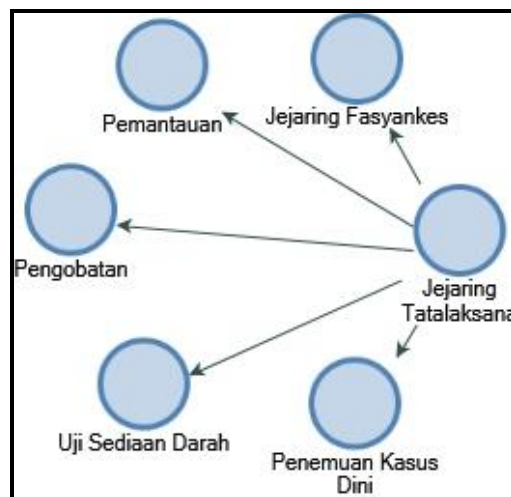 Pemantauan
Jejaring Fasyankes
Pengobatan
Jejaring
Tatalaksana
Uji Sediaan Darah
Penemuan Kasus
Dini